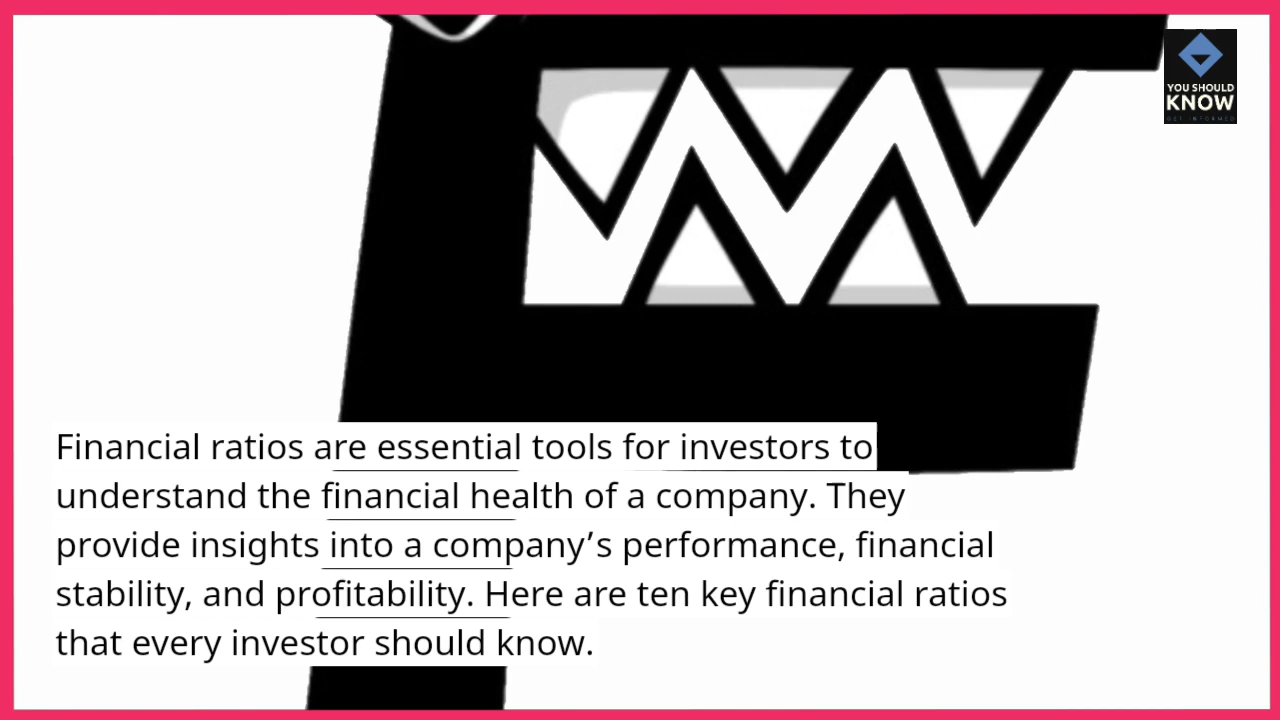 YOU SHOULD
KNOW
GET INFORMED
Financial ratios are essential tools for investors to
understand the financial health of a company. They
provide insights into a company’s performance, financial
stability, and profitability. Here are ten key financial ratios
that every investor should know.